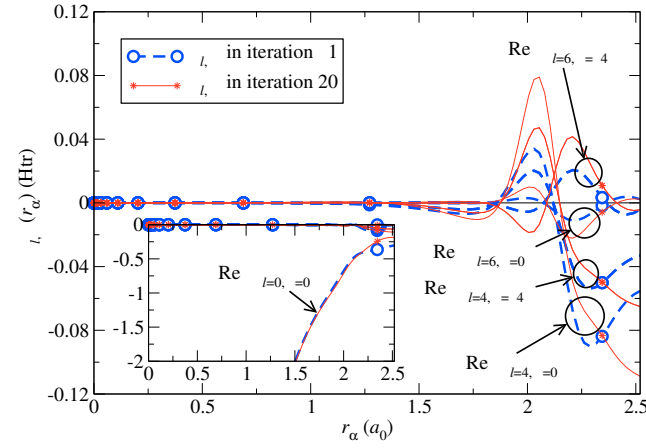 0.12
0.08
0.04
0
-0.04
-0.08
-0.12
l, (rα) (Htr)
l, in iteration 1
l, in iteration 20
Re l=6, = 4
Re l=6, =0
Re l=4, = 4
Re l=4, =0
0
-0.5
-1
-1.5
-2
Re l=0, =0
0 0.5 1 1.5 2 2.5
0 0.5 1 1.5 2 2.5
rα (a0)